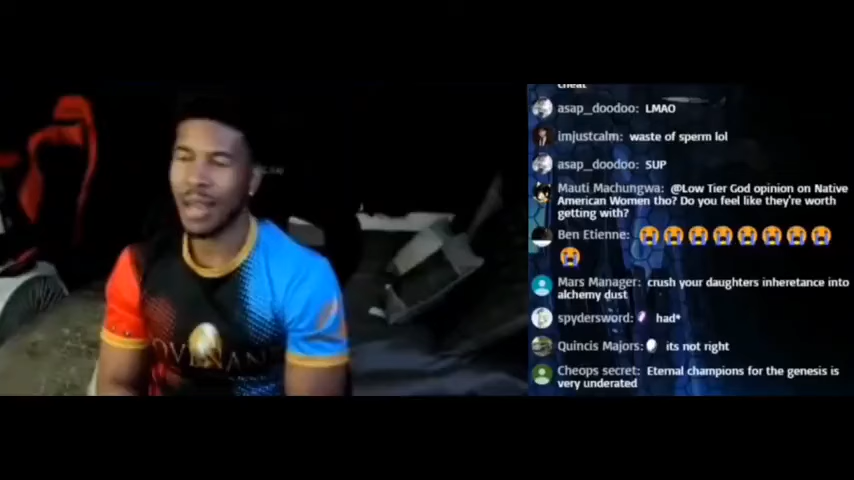 cheat
asap_doodoo: LMAO
imjustcalm: waste of sperm lol
asap_doodoo: SUP
Mauti Machungwa: @Low Tier God opinion on Native
American Women tho? Do you feel like they're worth
getting with?
Ben Etienne: 😭😭😭😭😭😭😭😭
😭
Mars Manager: crush your daughters inheretance into
alchemy dust
spydersword: had*
Quincis Majors: its not right
Cheops secret: Eternal champions for the genesis is
very underated
OVENAN